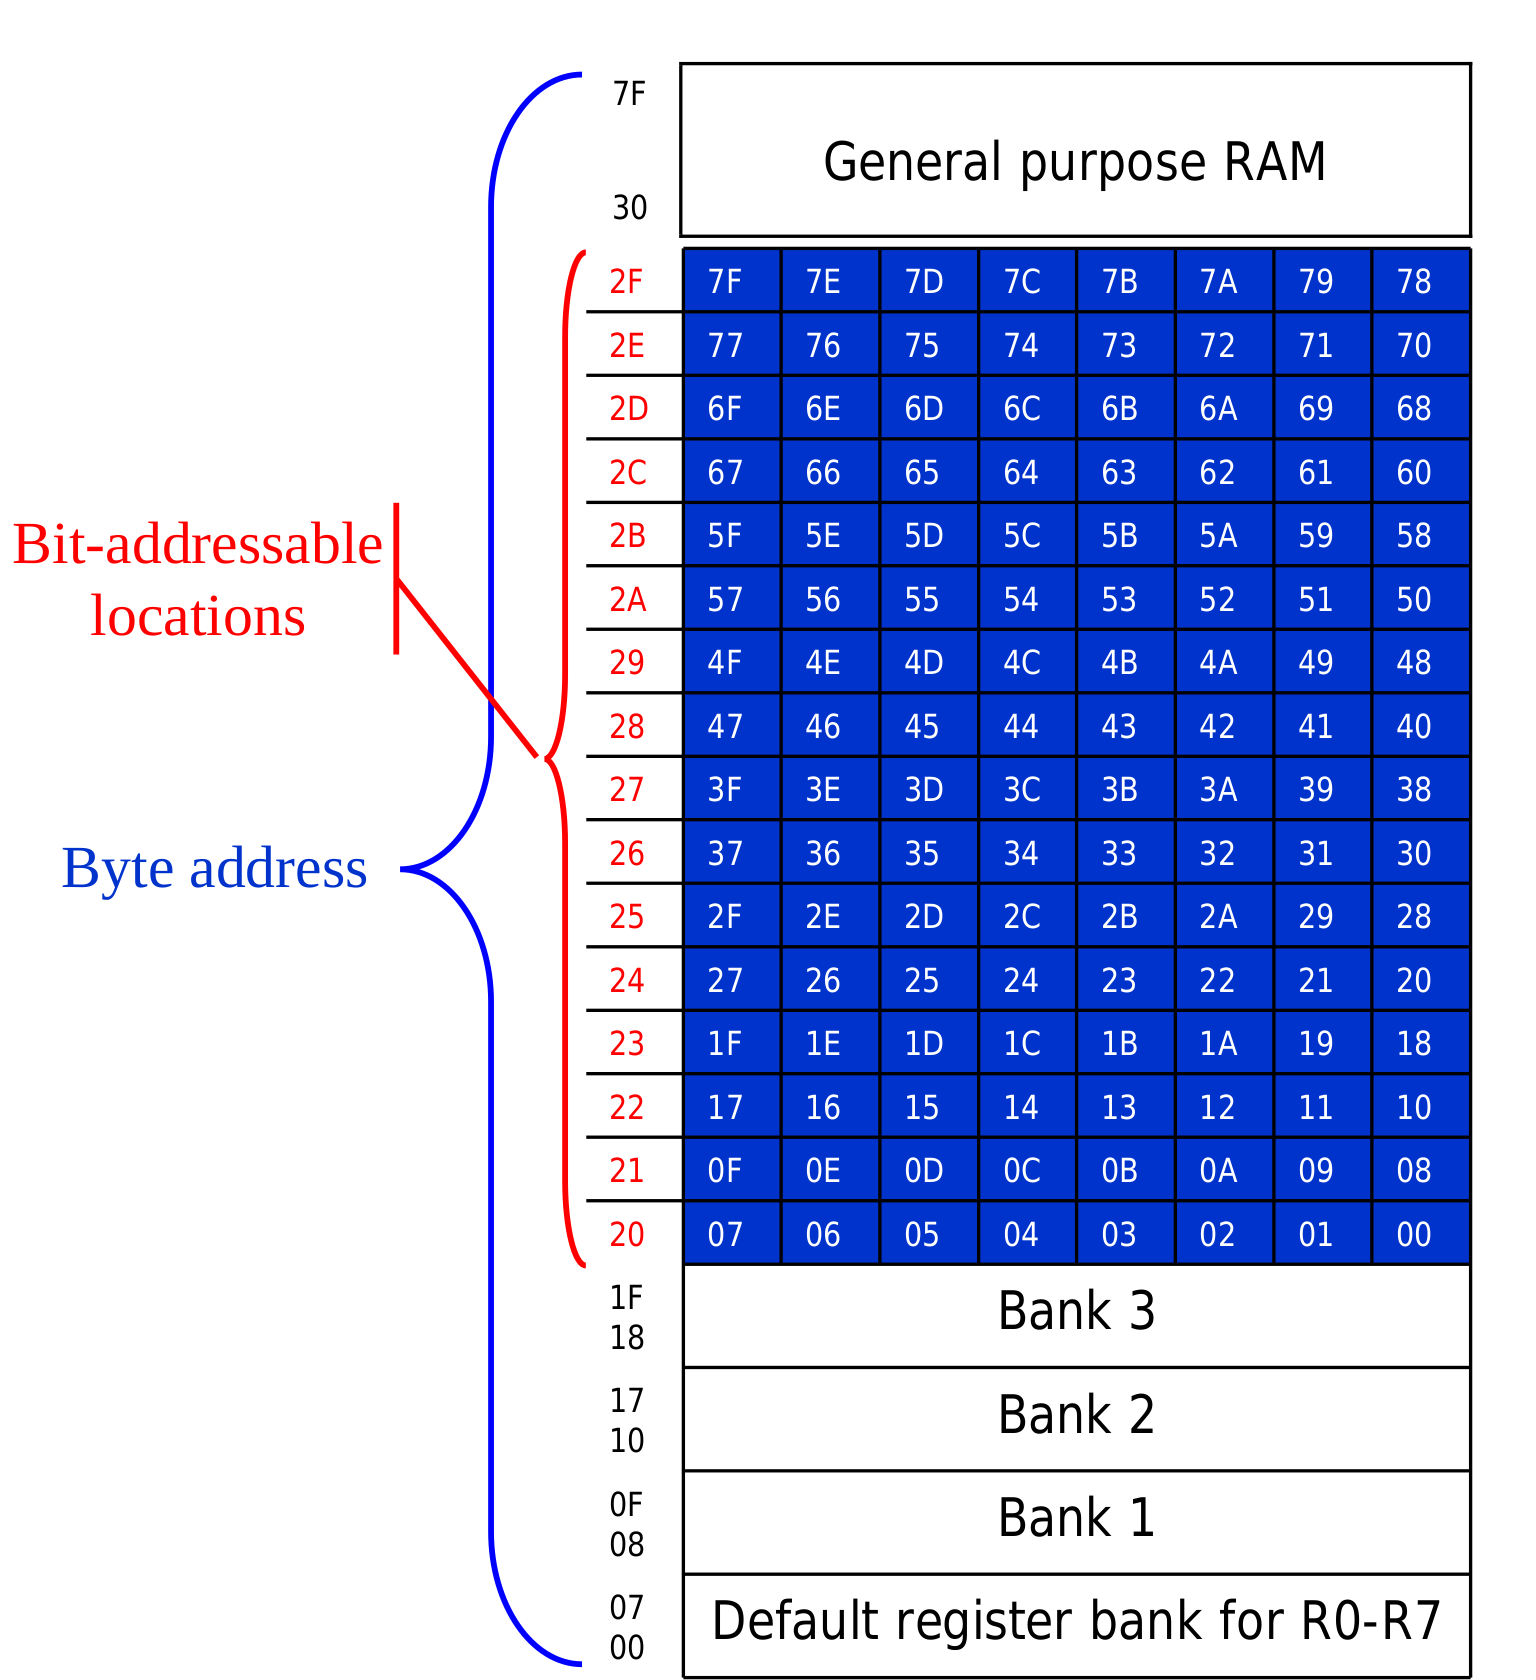 7F
General purpose RAM
30
2F 7F 7E 7D 7C 7B 7A 79 78
2E 77 76 75 74 73 72 71 70
2D 6F 6E 6D 6C 6B 6A 69 68
2C 67 66 65 64 63 62 61 60
Bit-addressable
locations
2B 5F 5E 5D 5C 5B 5A 59 58
2A 57 56 55 54 53 52 51 50
29 4F 4E 4D 4C 4B 4A 49 48
28 47 46 45 44 43 42 41 40
27 3F 3E 3D 3C 3B 3A 39 38
Byte address
26 37 36 35 34 33 32 31 30
25 2F 2E 2D 2C 2B 2A 29 28
24 27 26 25 24 23 22 21 20
23 1F 1E 1D 1C 1B 1A 19 18
22 17 16 15 14 13 12 11 10
21 0F 0E 0D 0C 0B 0A 09 08
20 07 06 05 04 03 02 01 00
1F
Bank 3
18
17
Bank 2
10
0F
Bank 1
08
07
Default register bank for R0-R7
00